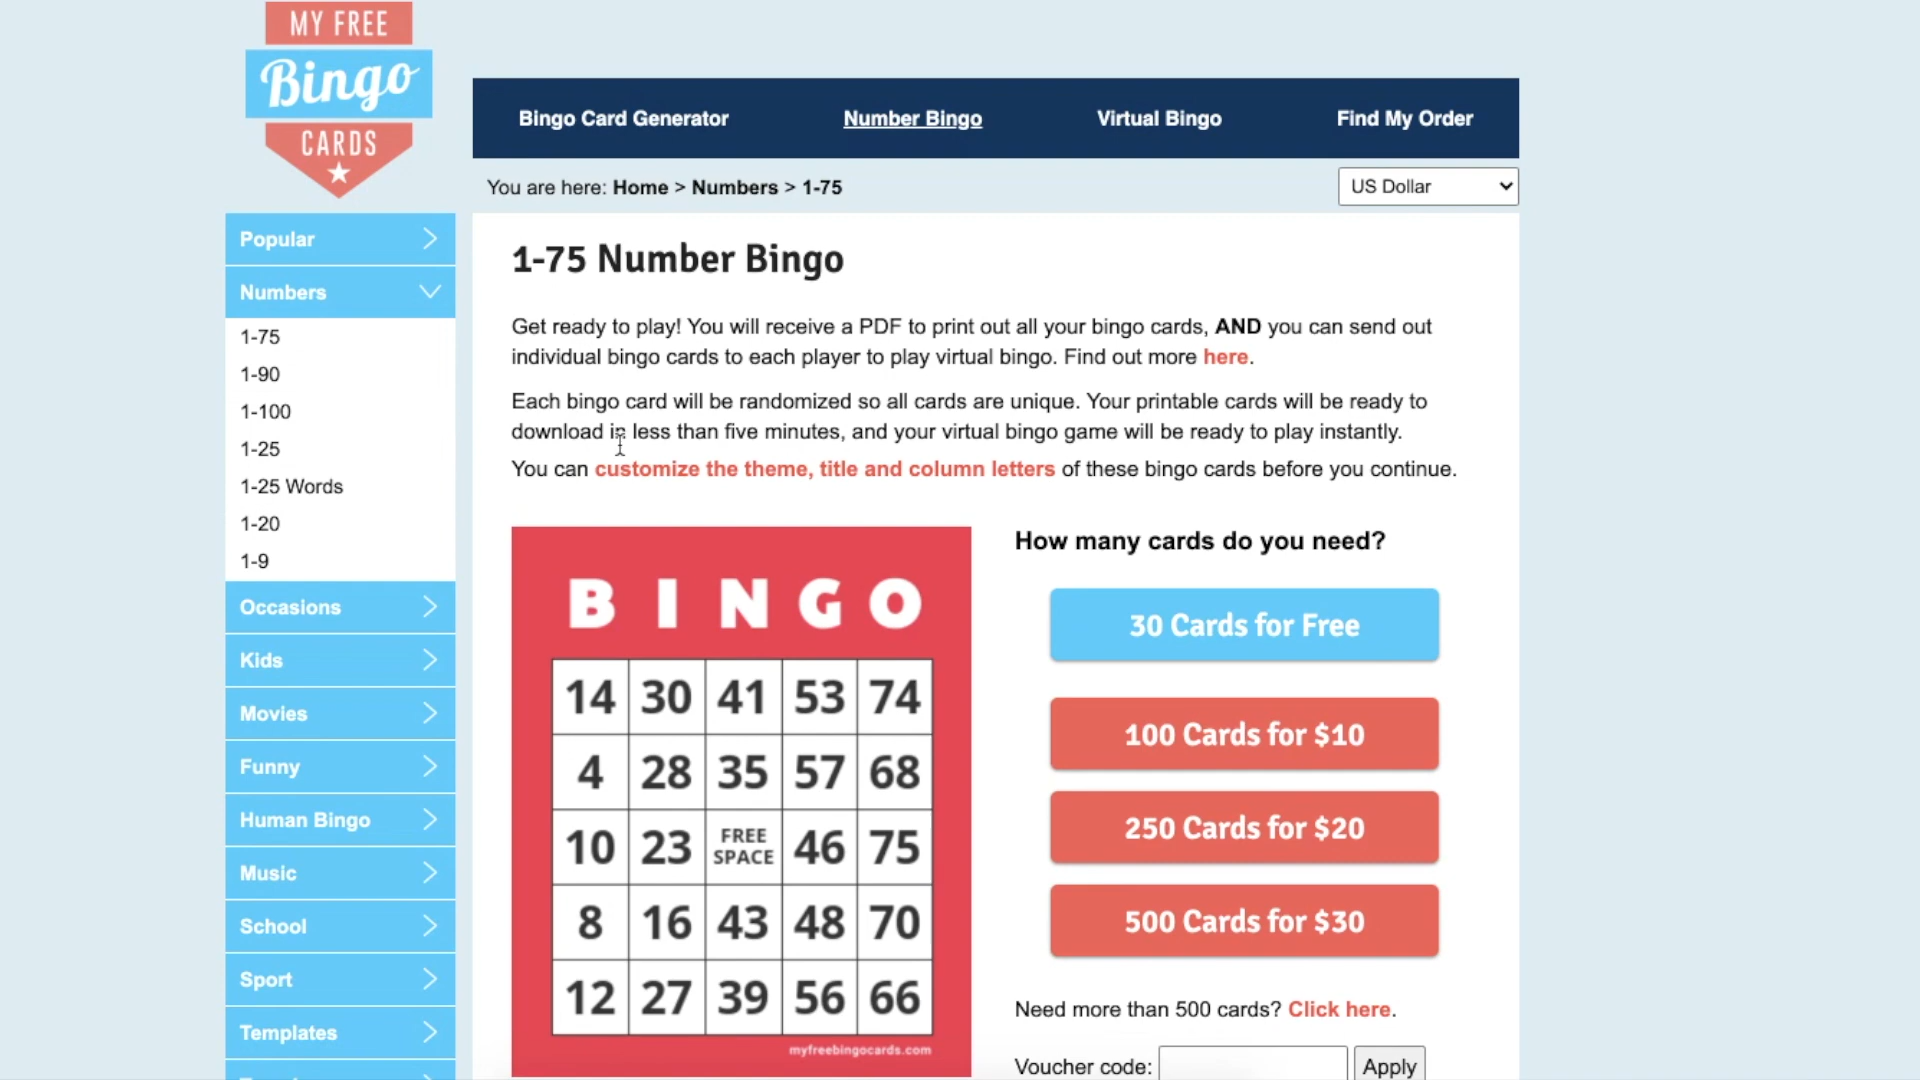 MY FREE
Bingo
CARDS
Bingo Card Generator
Number Bingo
Virtual Bingo
Find My Order
You are here: Home > Numbers > 1-75
US Dollar
Popular
Numbers
1-75
1-90
1-100
1-25
1-25 Words
1-20
1-9
Occasions
Kids
Movies
Funny
Human Bingo
Music
School
Sport
Templates
1-75 Number Bingo
Get ready to play! You will receive a PDF to print out all your bingo cards, AND you can send out
individual bingo cards to each player to play virtual bingo. Find out more here.
Each bingo card will be randomized so all cards are unique. Your printable cards will be ready to
download in less than five minutes, and your virtual bingo game will be ready to play instantly.
You can customize the theme, title and column letters of these bingo cards before you continue.
B I N G O
14 30 41 53 74
4 28 35 57 68
10 23 FREE SPACE 46 75
8 16 43 48 70
12 27 39 56 66
myfreebingocards.com
How many cards do you need?
30 Cards for Free
100 Cards for $10
250 Cards for $20
500 Cards for $30
Need more than 500 cards? Click here.
Voucher code:
Apply